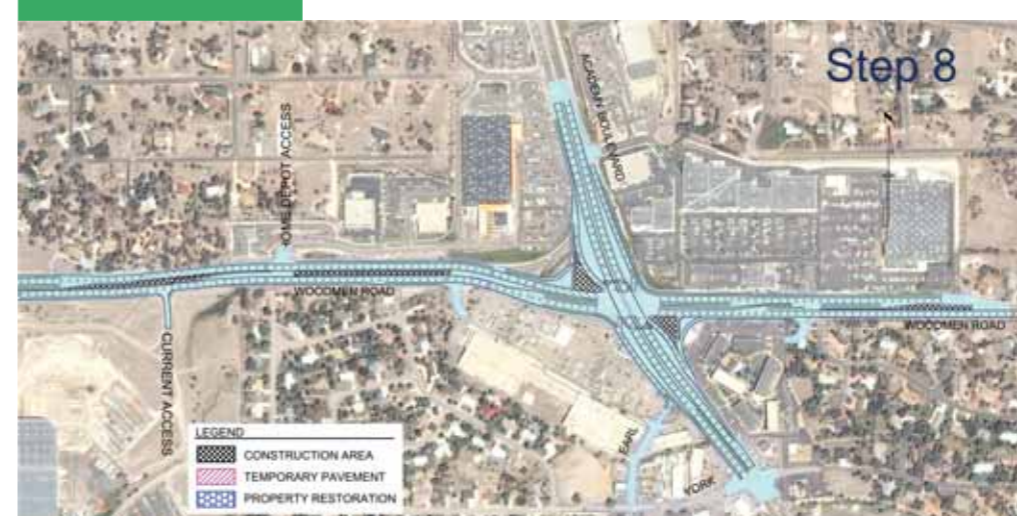 Step 8
ACADEMY BOULEVARD
HOME DEPOT ACCESS
WOODMEN ROAD
WOODMEN ROAD
CURRENT ACCESS
EARL
YORK
LEGEND
CONSTRUCTION AREA
TEMPORARY PAVEMENT
PROPERTY RESTORATION